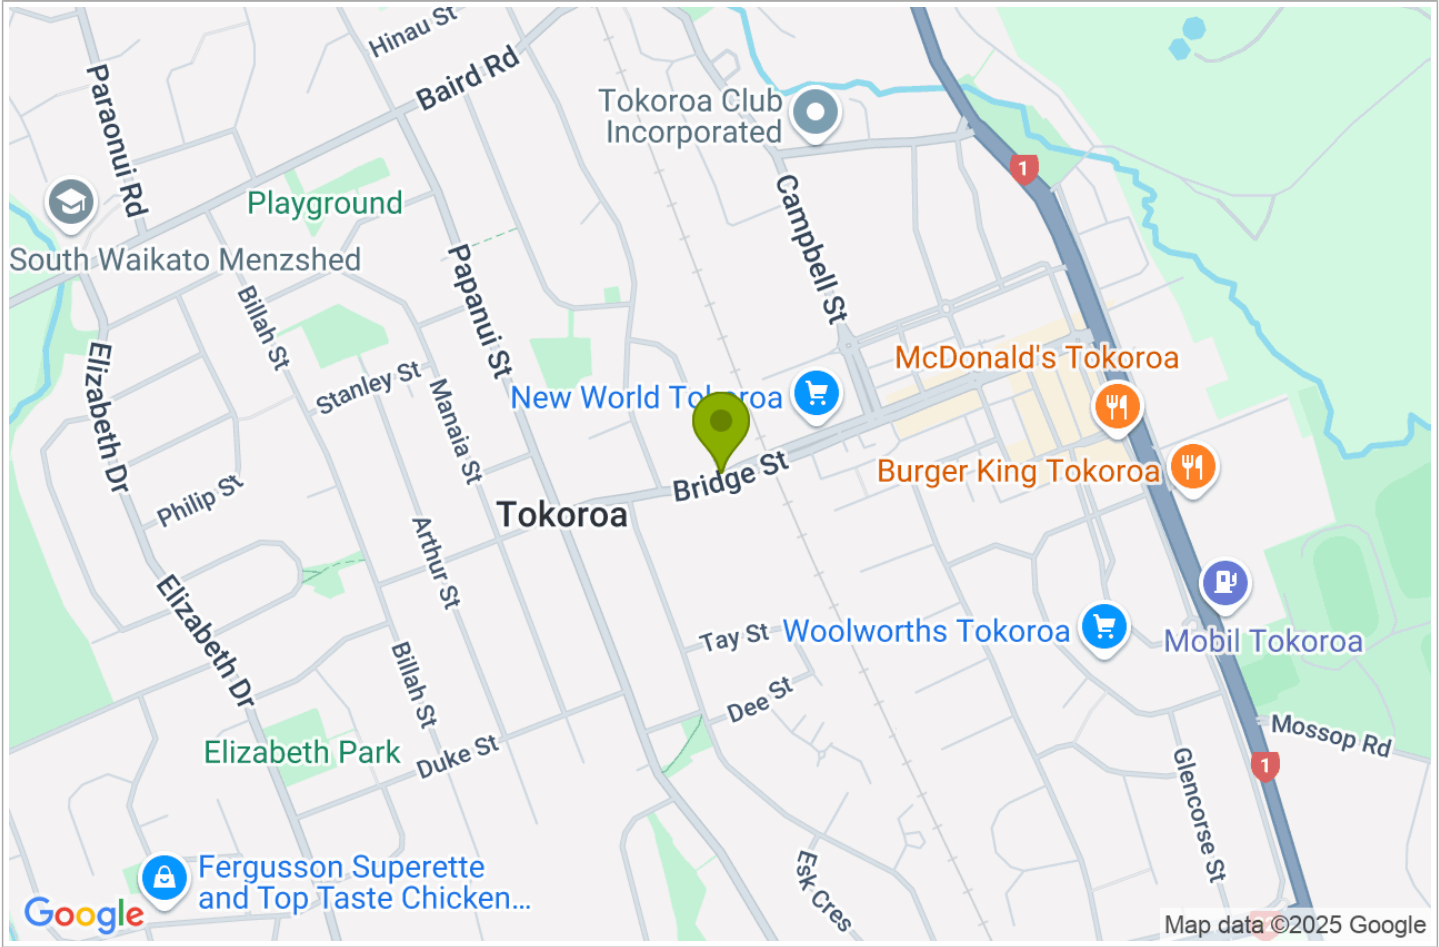 Hinau St
Baird Rd
Paraonui Rd
Tokoroa Club
Incorporated
1
Playground
Campbell St
South Waikato Menzshed
Papanui St
Billah St
Elizabeth Dr
Stanley St
McDonald's Tokoroa
New World Tokoroa
Manaia St
Bridge St
Burger King Tokoroa
Philip St
Tokoroa
Arthur St
Elizabeth Dr
Tay St
Woolworths Tokoroa
Mobil Tokoroa
Billah St
Dee St
Elizabeth Park
Duke St
Mossop Rd
1
Glencorse St
Fergusson Superette
and Top Taste Chicken...
Esk Cres
Google
Map data ©2025 Google